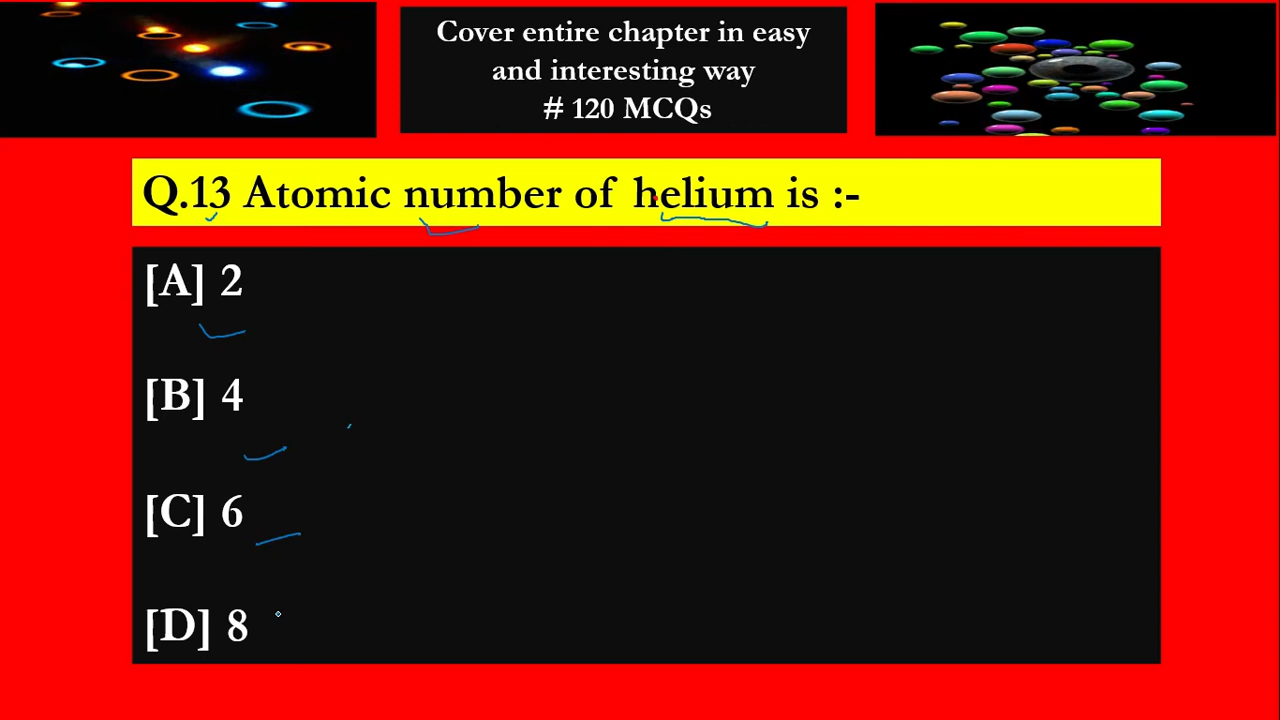 Cover entire chapter in easy
and interesting way
# 120 MCQs
Q.13 Atomic number of helium is :-
[A] 2
[B] 4
[C] 6
[D] 8